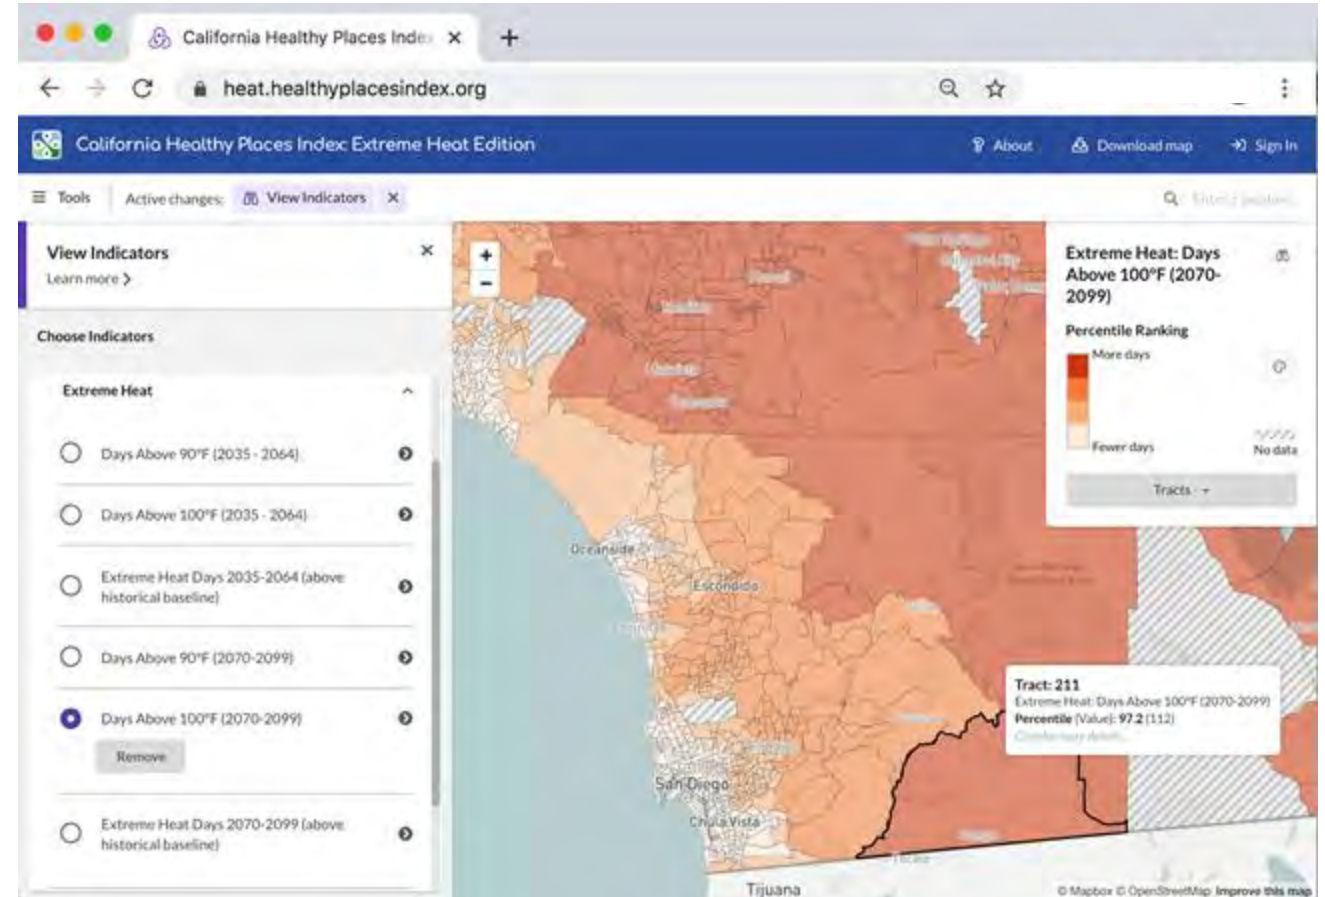 California Healthy Places Inde
heat.healthyplacesindex.org
California Healthy Places Index: Extreme Heat Edition
About
Download map
Sign In
Tools
Active changes:
View Indicators
View Indicators
Learn more
Choose Indicators
Extreme Heat
Days Above 90°F (2035 - 2064)
Days Above 100°F (2035 - 2064)
Extreme Heat Days 2035-2064 (above
historical baseline)
Days Above 90°F (2070-2099)
Days Above 100°F (2070-2099)
Remove
Extreme Heat Days 2070-2099 (above
historical baseline)
Extreme Heat: Days
Above 100°F (2070-
2099)
Percentile Ranking
More days
Fewer days
No data
Tracts
Oceanside
Escondido
San Diego
Chula Vista
Tijuana
Tract: 211
Extreme Heat: Days Above 100°F (2070-2099)
Percentile (Value): 97.2 (112)
© Mapbox © OpenStreetMap Improve this map